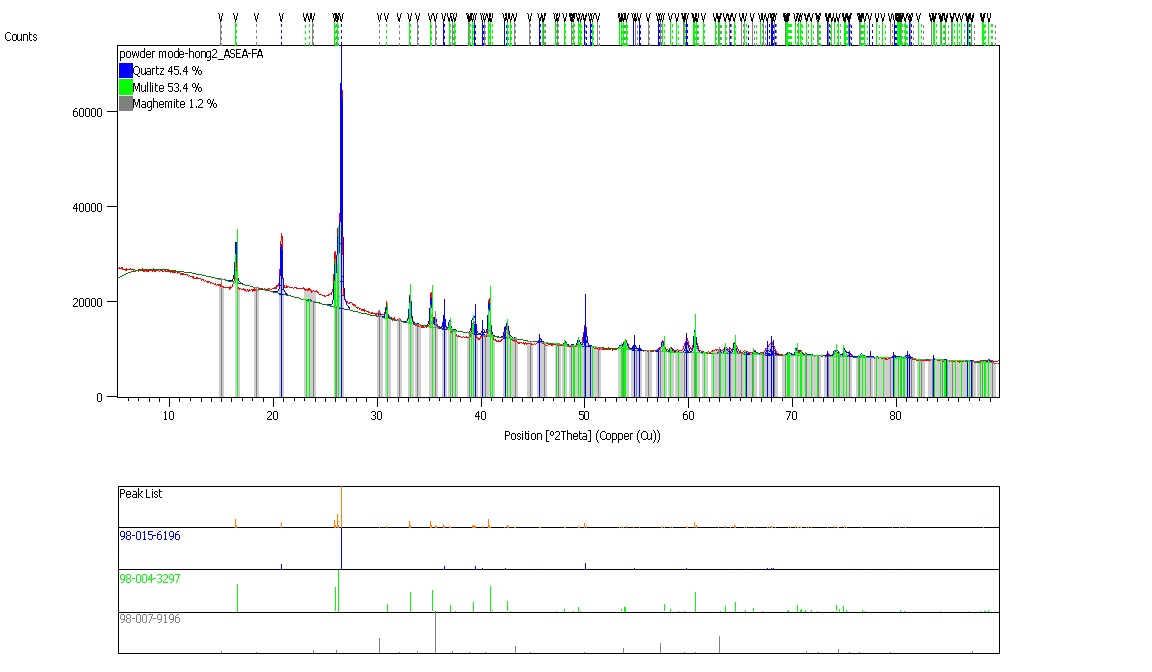 Counts
powder mode-hong2_ASEA-FA
Quartz 45.4 %
Mullite 53.4 %
Maghemite 1.2 %
60000
40000
20000
0
10 20 30 40 50 60 70 80
Position [°2Theta] (Copper (Cu))
Peak List
98-015-6196
98-004-3297
98-007-9196